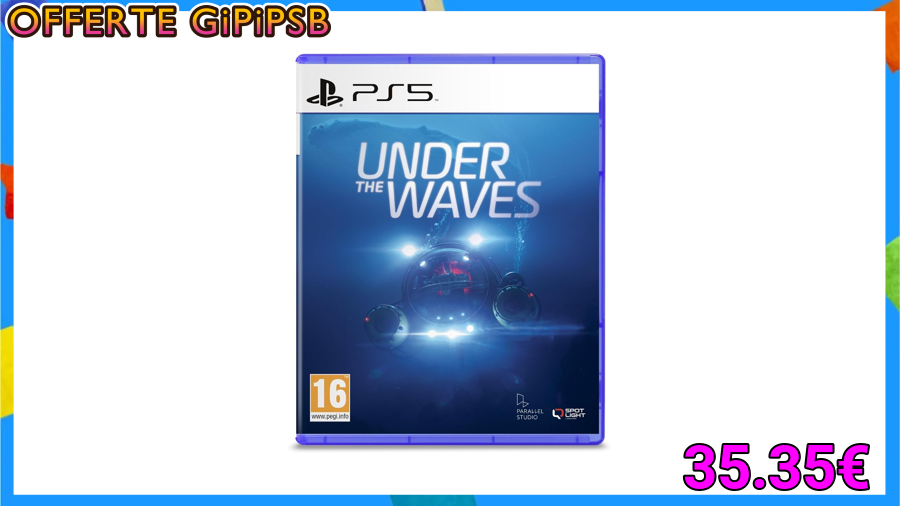 OFFERTE GiPiPSB
PS5
UNDER
THE WAVES
16
www.pegi.info
PARALLEL
STUDIO
SPOT
LIGHT
35.35€